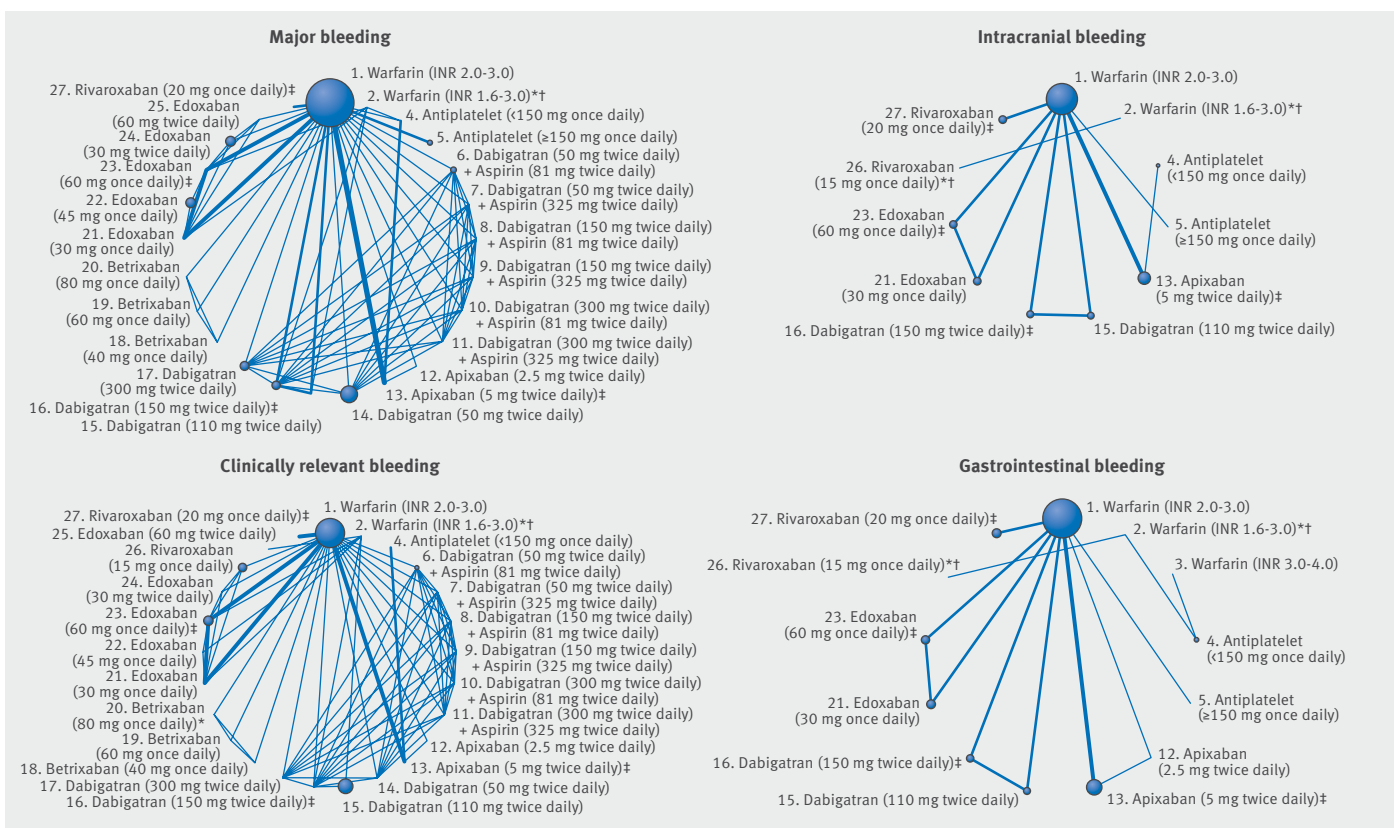 Major bleeding
1. Warfarin (INR 2.0-3.0)
2. Warfarin (INR 1.6-3.0)*†
4. Antiplatelet (<150 mg once daily)
5. Antiplatelet (≥150 mg once daily)
6. Dabigatran (50 mg twice daily)
+ Aspirin (81 mg twice daily)
7. Dabigatran (50 mg twice daily)
+ Aspirin (325 mg twice daily)
8. Dabigatran (150 mg twice daily)
+ Aspirin (81 mg twice daily)
9. Dabigatran (150 mg twice daily)
+ Aspirin (325 mg twice daily)
10. Dabigatran (300 mg twice daily)
+ Aspirin (81 mg twice daily)
11. Dabigatran (300 mg twice daily)
+ Aspirin (325 mg twice daily)
12. Apixaban (2.5 mg twice daily)
13. Apixaban (5 mg twice daily)‡
14. Dabigatran (50 mg twice daily)
15. Dabigatran (110 mg twice daily)
16. Dabigatran (150 mg twice daily)‡
17. Dabigatran
(300 mg twice daily)
18. Betrixaban
(40 mg once daily)
19. Betrixaban
(60 mg once daily)
20. Betrixaban
(80 mg once daily)
21. Edoxaban
(30 mg once daily)
22. Edoxaban
(45 mg once daily)
23. Edoxaban
(60 mg once daily)‡
24. Edoxaban
(30 mg twice daily)
25. Edoxaban
(60 mg twice daily)
27. Rivaroxaban (20 mg once daily)‡
Intracranial bleeding
1. Warfarin (INR 2.0-3.0)
2. Warfarin (INR 1.6-3.0)*†
4. Antiplatelet
(<150 mg once daily)
5. Antiplatelet
(≥150 mg once daily)
13. Apixaban
(5 mg twice daily)‡
15. Dabigatran (110 mg twice daily)
16. Dabigatran (150 mg twice daily)‡
21. Edoxaban
(30 mg once daily)
23. Edoxaban
(60 mg once daily)‡
26. Rivaroxaban
(15 mg once daily)*†
27. Rivaroxaban
(20 mg once daily)‡
Clinically relevant bleeding
1. Warfarin (INR 2.0-3.0)
2. Warfarin (INR 1.6-3.0)*†
4. Antiplatelet (<150 mg once daily)
6. Dabigatran (50 mg twice daily)
+ Aspirin (81 mg twice daily)
7. Dabigatran (50 mg twice daily)
+ Aspirin (325 mg twice daily)
8. Dabigatran (150 mg twice daily)
+ Aspirin (81 mg twice daily)
9. Dabigatran (150 mg twice daily)
+ Aspirin (325 mg twice daily)
10. Dabigatran (300 mg twice daily)
+ Aspirin (81 mg twice daily)
11. Dabigatran (300 mg twice daily)
+ Aspirin (325 mg twice daily)
12. Apixaban (2.5 mg twice daily)
13. Apixaban (5 mg twice daily)‡
14. Dabigatran (50 mg twice daily)
15. Dabigatran (110 mg twice daily)
16. Dabigatran (150 mg twice daily)‡
17. Dabigatran (300 mg twice daily)
18. Betrixaban (40 mg once daily)
19. Betrixaban
(60 mg once daily)
20. Betrixaban
(80 mg once daily)*
21. Edoxaban
(30 mg once daily)
22. Edoxaban
(45 mg once daily)
23. Edoxaban
(60 mg once daily)‡
24. Edoxaban
(30 mg twice daily)
26. Rivaroxaban
(15 mg once daily)
25. Edoxaban (60 mg twice daily)
27. Rivaroxaban (20 mg once daily)‡
Gastrointestinal bleeding
1. Warfarin (INR 2.0-3.0)
2. Warfarin (INR 1.6-3.0)*†
3. Warfarin (INR 3.0-4.0)
4. Antiplatelet
(<150 mg once daily)
5. Antiplatelet
(≥150 mg once daily)
12. Apixaban
(2.5 mg twice daily)
13. Apixaban (5 mg twice daily)‡
15. Dabigatran (110 mg twice daily)
16. Dabigatran (150 mg twice daily)‡
21. Edoxaban
(30 mg once daily)
23. Edoxaban
(60 mg once daily)‡
26. Rivaroxaban (15 mg once daily)*†
27. Rivaroxaban (20 mg once daily)‡